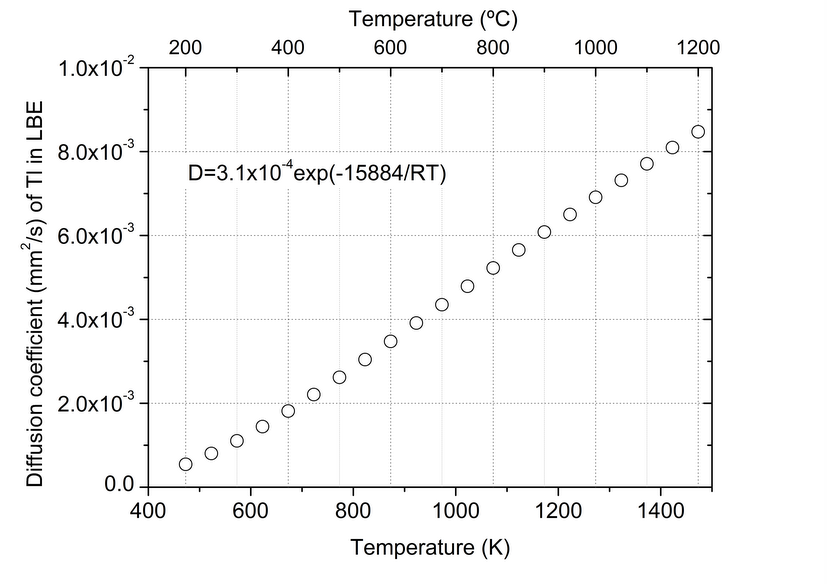 Temperature (ºC)
200 400 600 800 1000 1200
1.0x10⁻²
8.0x10⁻³
D=3.1x10⁻⁴exp(-15884/RT)
6.0x10⁻³
4.0x10⁻³
2.0x10⁻³
0.0
Diffusion coefficient (mm²/s) of Tl in LBE
400 600 800 1000 1200 1400
Temperature (K)